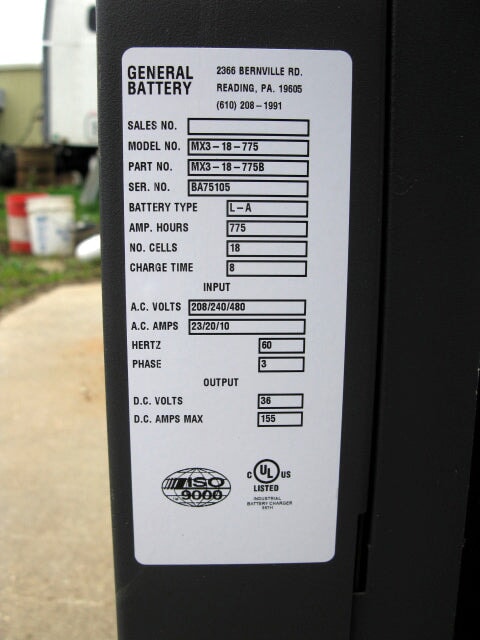 GENERAL
BATTERY
2366 BERNVILLE RD.
READING, PA. 19605
(610) 208-1991
SALES NO.
MODEL NO. MX3-18-775
PART NO. MX3-18-775B
SER. NO. BA75105
BATTERY TYPE L-A
AMP. HOURS 775
NO. CELLS 18
CHARGE TIME 8
INPUT
A.C. VOLTS 208/240/480
A.C. AMPS 23/20/10
HERTZ 60
PHASE 3
OUTPUT
D.C. VOLTS 36
D.C. AMPS MAX 155
ISO
9000
C UL US
LISTED
INDUSTRIAL
BATTERY CHARGER